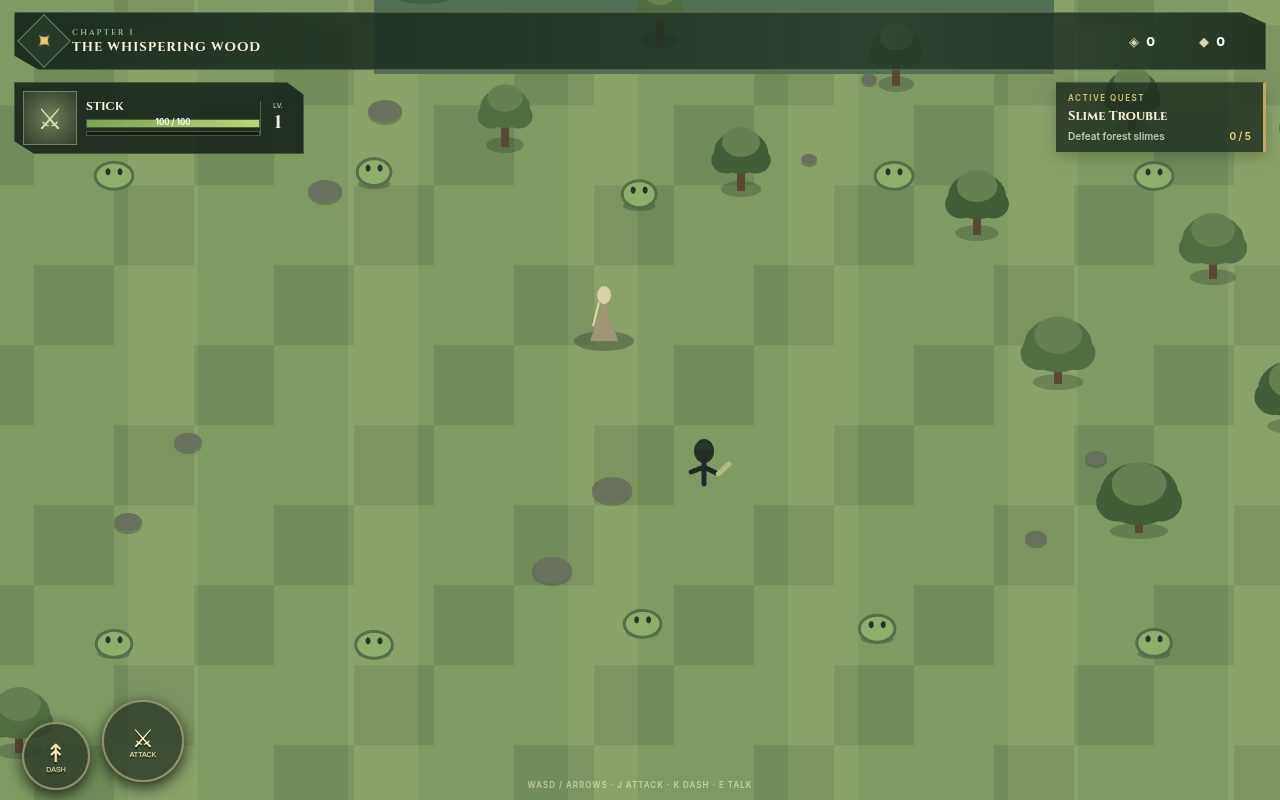 CHAPTER I
THE WHISPERING WOOD
0
0
STICK
100 / 100
LV.
1
ACTIVE QUEST
SLIME TROUBLE
Defeat forest slimes
0 / 5
DASH
ATTACK
WASD / ARROWS · J ATTACK · K DASH · E TALK